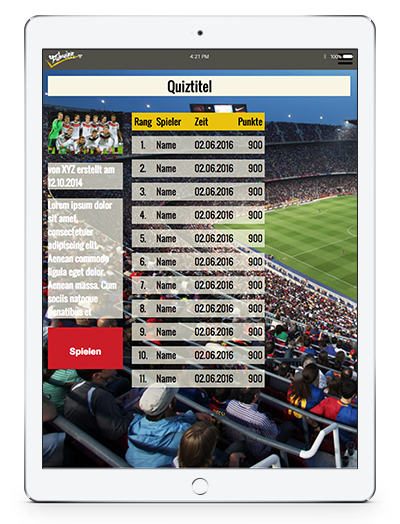 4:21 PM
100%
Quiztitel
Rang Spieler Zeit Punkte
von XYZ erstellt am
12.10.2014
Lorem ipsum dolor
sit amet,
consectetuer
adipiscing elit.
Aenean commodo
ligula eget dolor.
Aenean massa. Cum
sociis natoque
penatibus et
Spielen
1. Name 02.06.2016 900
2. Name 02.06.2016 900
3. Name 02.06.2016 900
4. Name 02.06.2016 900
5. Name 02.06.2016 900
6. Name 02.06.2016 900
7. Name 02.06.2016 900
8. Name 02.06.2016 900
9. Name 02.06.2016 900
10. Name 02.06.2016 900
11. Name 02.06.2016 900